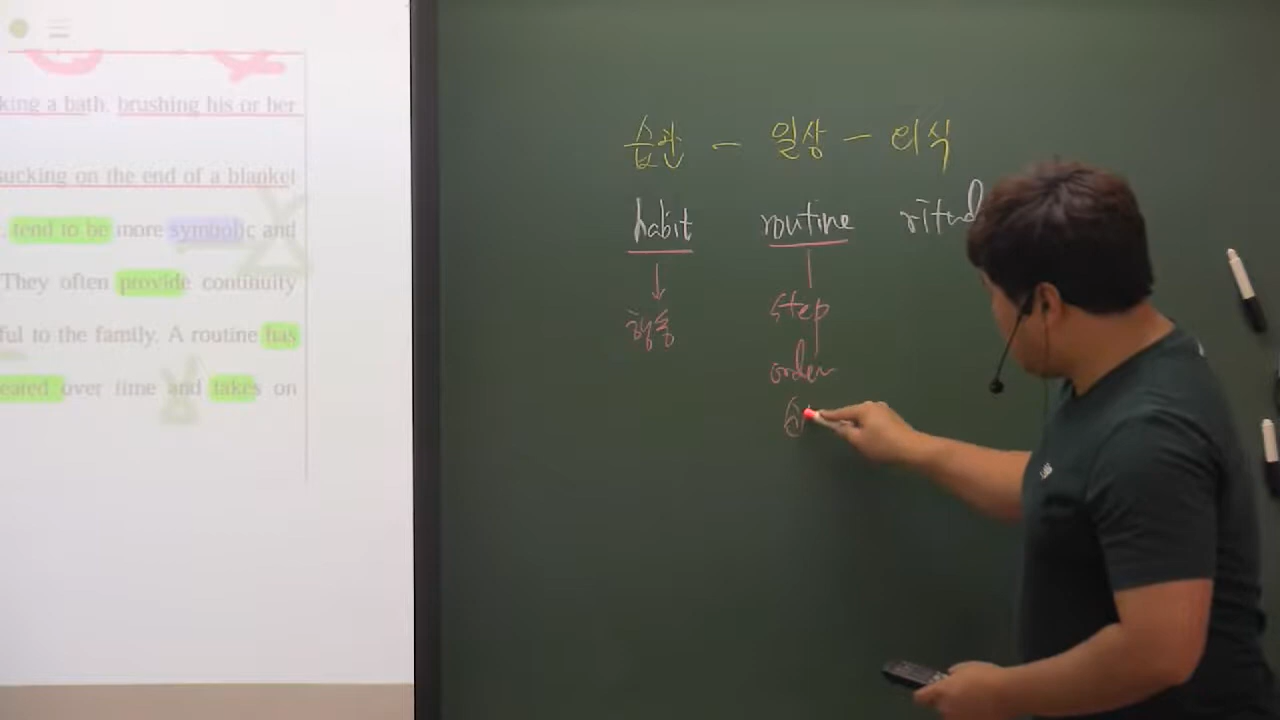 king a bath, brushing his or her
sucking on the end of a blanket
tend to be more symbolic and
They often provide continuity
ful to the family. A routine has
eated over time and takes on
습관 - 일상 - 의식
habit routine ritual
행동
step
order